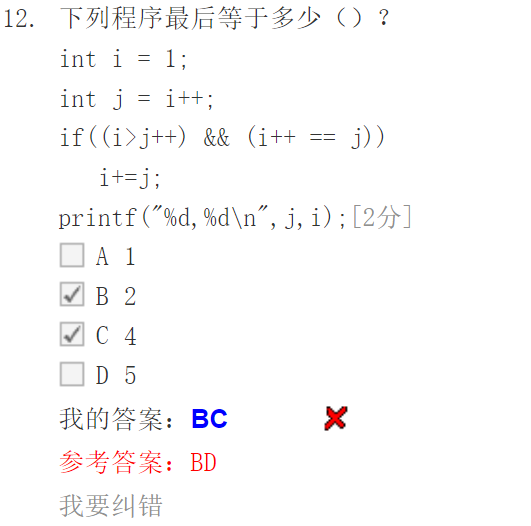 12. 下列程序最后等于多少（）？
int i = 1;
int j = i++;
if((i>j++) && (i++ == j))
i+=j;
printf("%d,%d\n",j,i);[2分]
A 1
B 2
C 4
D 5
我的答案：BC
参考答案：BD
我要纠错